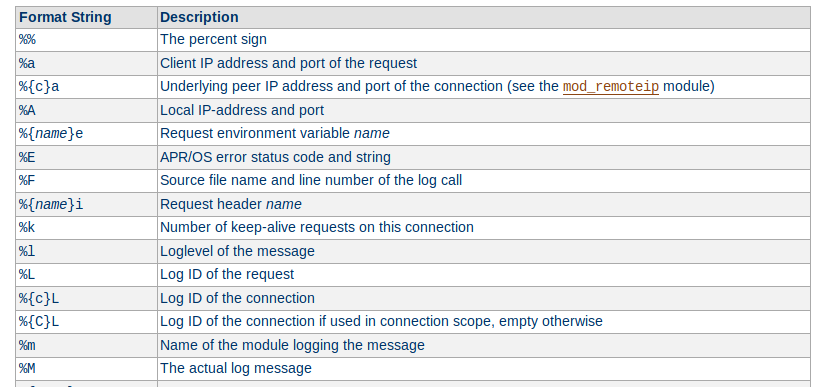 Format String Description
%% The percent sign
%a Client IP address and port of the request
%{c}a Underlying peer IP address and port of the connection (see the mod_remoteip module)
%A Local IP-address and port
%{name}e Request environment variable name
%E APR/OS error status code and string
%F Source file name and line number of the log call
%{name}i Request header name
%k Number of keep-alive requests on this connection
%l Loglevel of the message
%L Log ID of the request
%{c}L Log ID of the connection
%{C}L Log ID of the connection if used in connection scope, empty otherwise
%m Name of the module logging the message
%M The actual log message